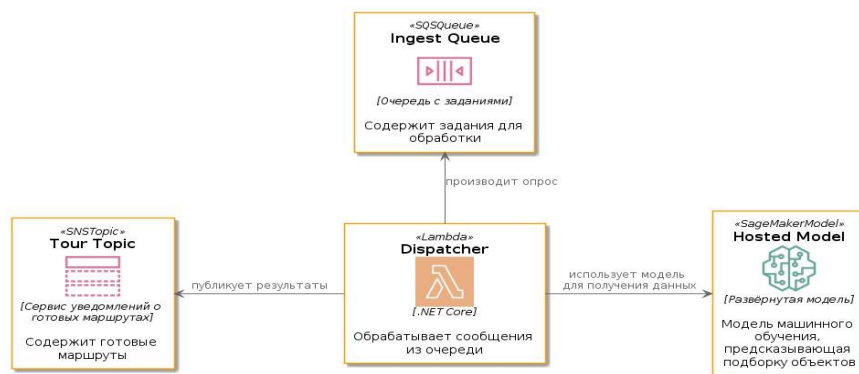 «SQSQueue»
Ingest Queue
[Очередь с заданиями]
Содержит задания для
обработки
производит опрос
«SNSTopic»
Tour Topic
[Сервис уведомлений о
готовых маршрутах]
Содержит готовые
маршруты
публикует результаты
«Lambda»
Dispatcher
[.NET Core]
Обрабатывает сообщения
из очереди
использует модель
для получения данных
«SageMakerModel»
Hosted Model
[Развёрнутая модель]
Модель машинного
обучения,
предсказывающая
подборку объектов